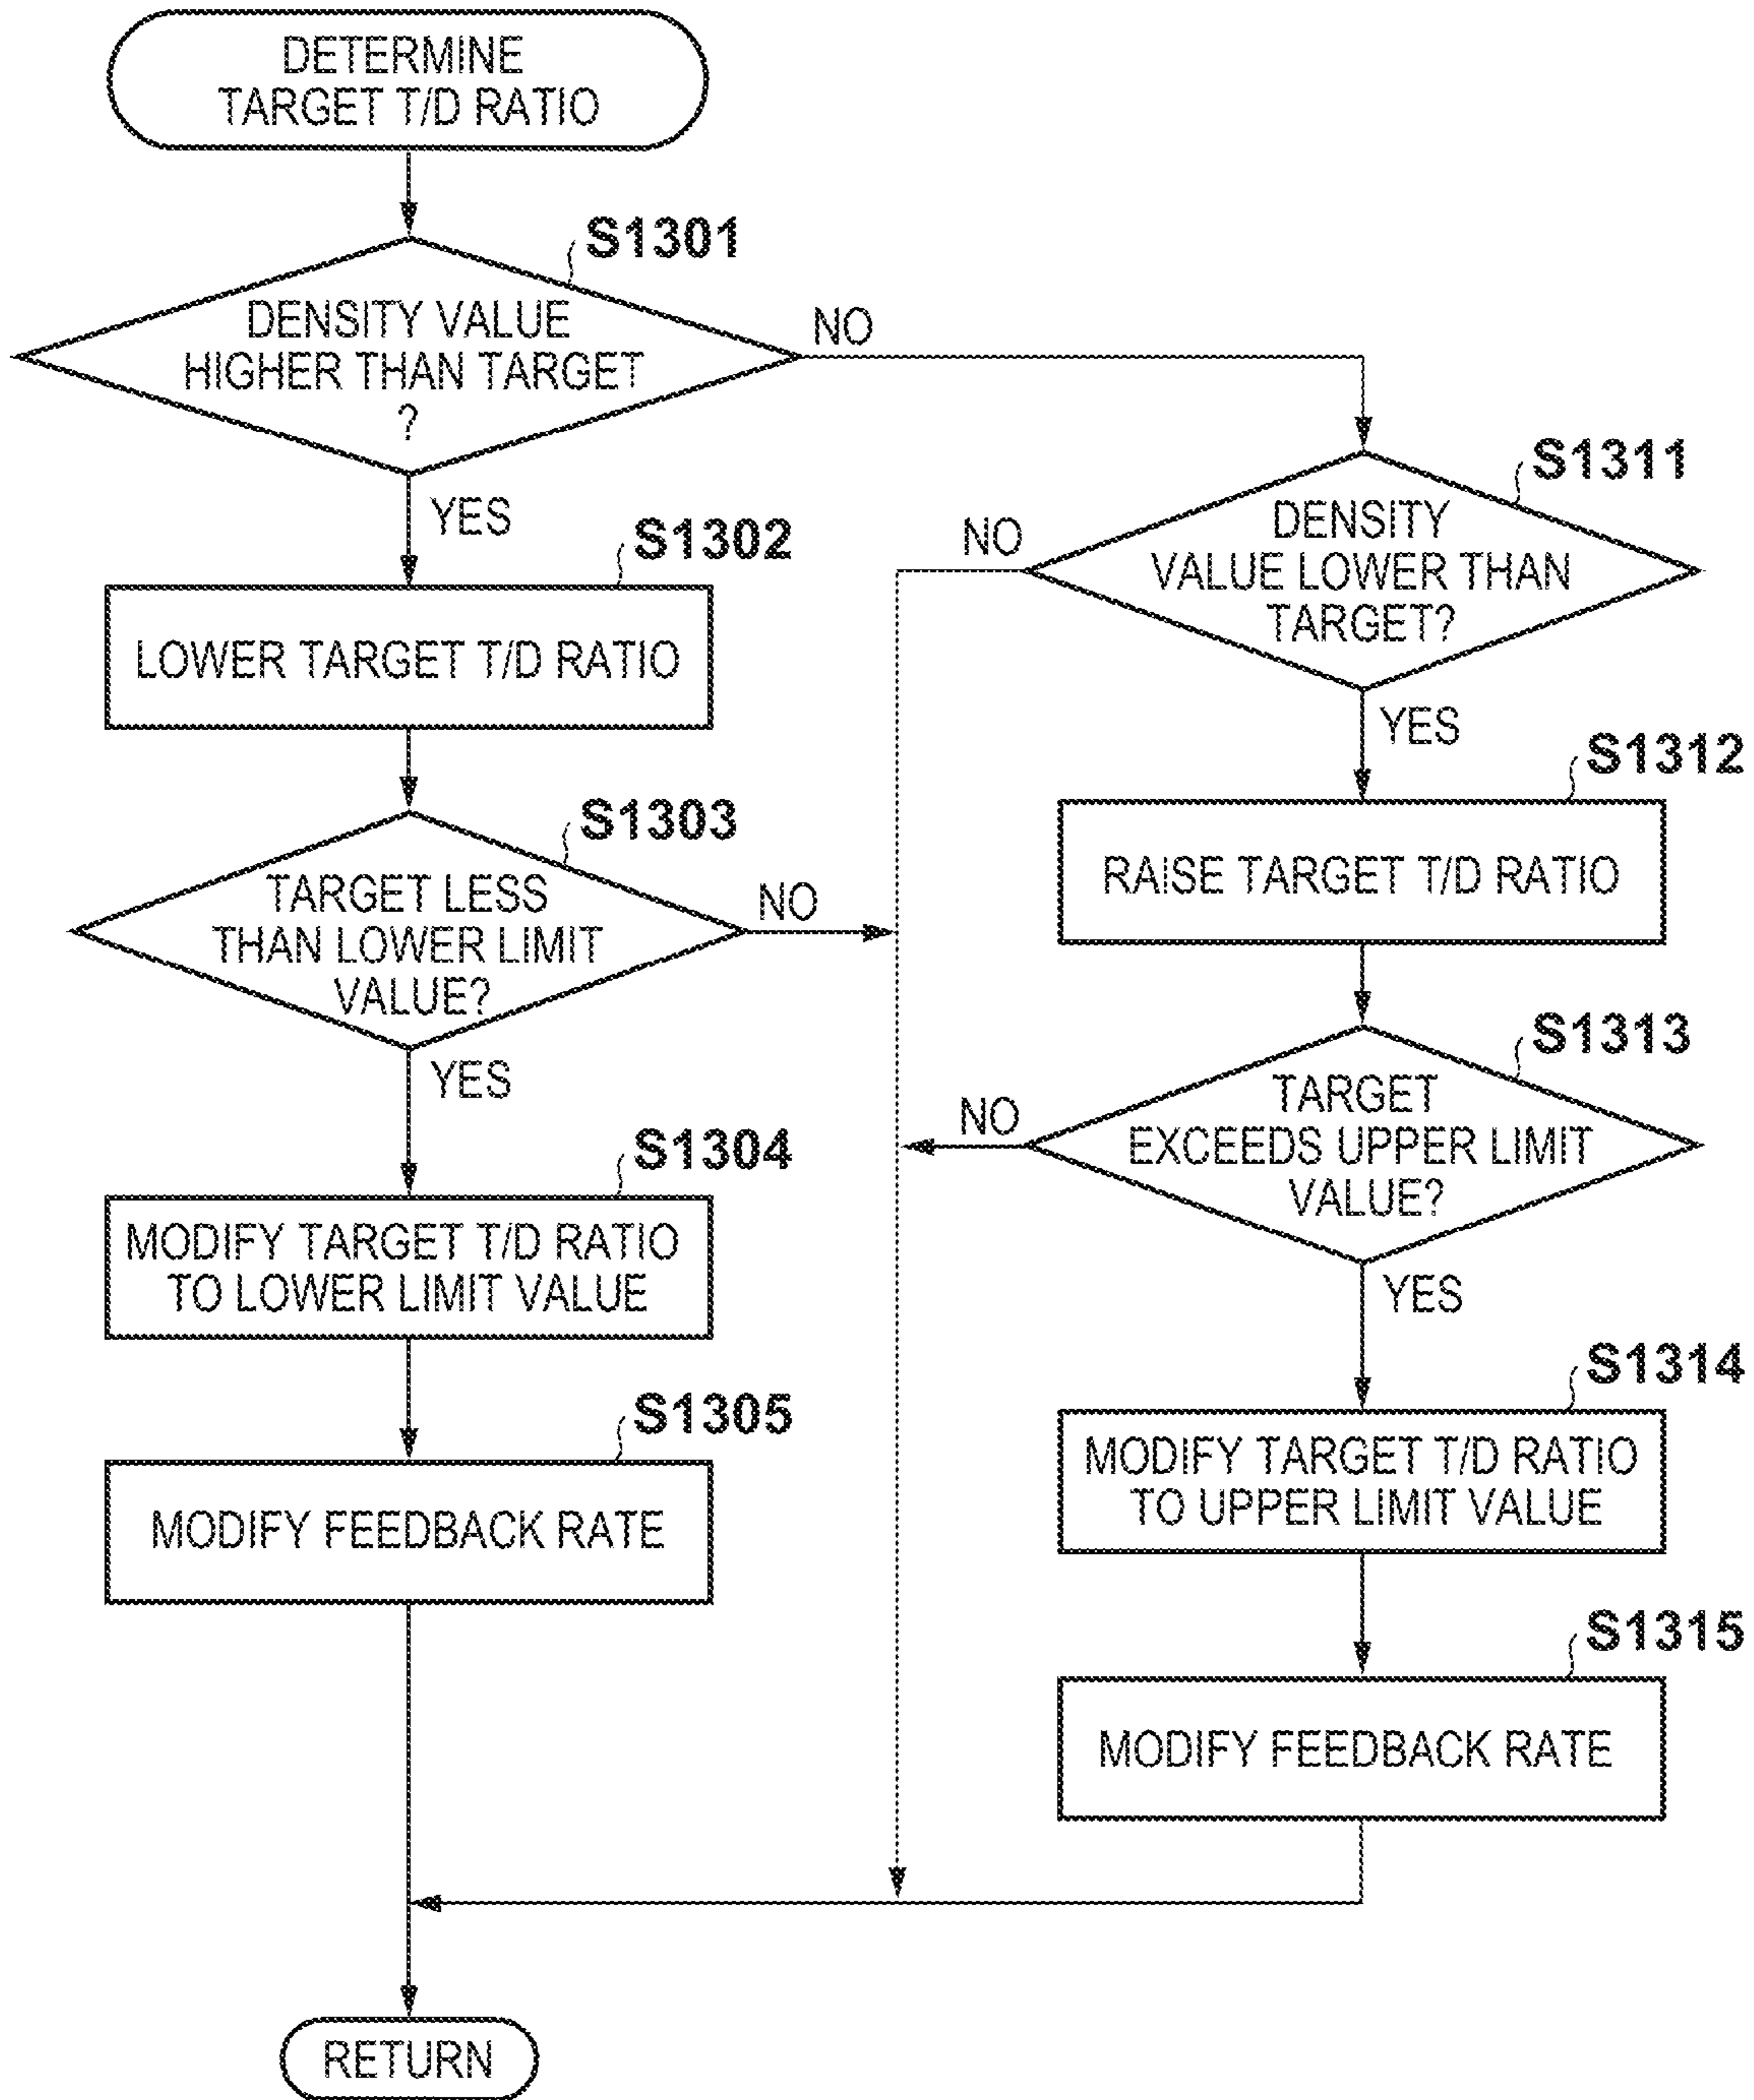 DETERMINE
TARGET T/D RATIO
S1301
DENSITY VALUE
HIGHER THAN TARGET
?
NO
YES
S1302
LOWER TARGET T/D RATIO
S1303
TARGET LESS
THAN LOWER LIMIT
VALUE?
NO
YES
S1304
MODIFY TARGET T/D RATIO
TO LOWER LIMIT VALUE
S1305
MODIFY FEEDBACK RATE
S1311
DENSITY
VALUE LOWER THAN
TARGET?
NO
YES
S1312
RAISE TARGET T/D RATIO
S1313
TARGET
EXCEEDS UPPER LIMIT
VALUE?
NO
YES
S1314
MODIFY TARGET T/D RATIO
TO UPPER LIMIT VALUE
S1315
MODIFY FEEDBACK RATE
RETURN